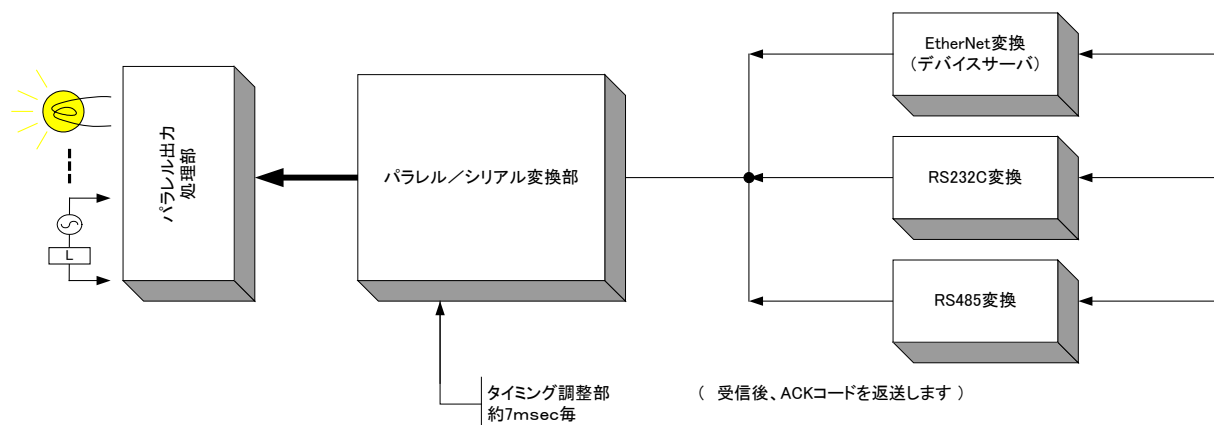 EtherNet変換
（デバイスサーバ）
パラレル出力
処理部
パラレル／シリアル変換部
RS232C変換
L
RS485変換
タイミング調整部
約7msec毎
（　受信後、ACKコードを返送します ）